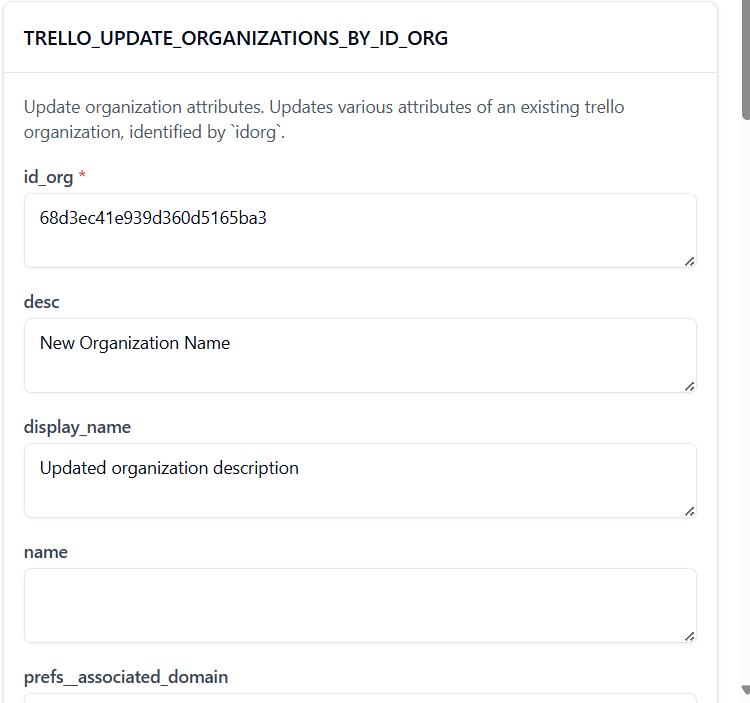 TRELLO_UPDATE_ORGANIZATIONS_BY_ID_ORG
Update organization attributes. Updates various attributes of an existing trello
organization, identified by `idorg`.
id_org *
68d3ec41e939d360d5165ba3
desc
New Organization Name
display_name
Updated organization description
name
prefs__associated_domain